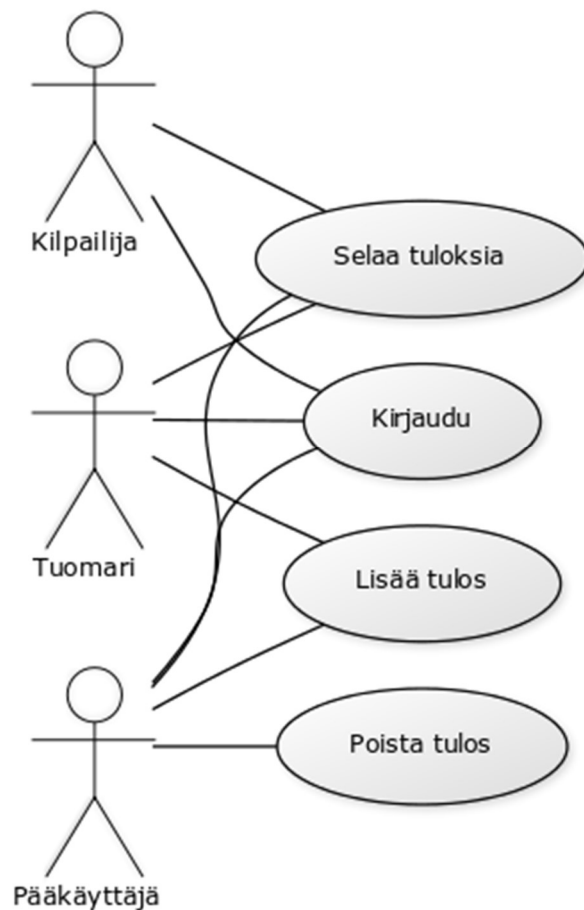 Kilpailija
Selaa tuloksia
Kirjaudu
Tuomari
Lisää tulos
Poista tulos
Pääkäyttäjä